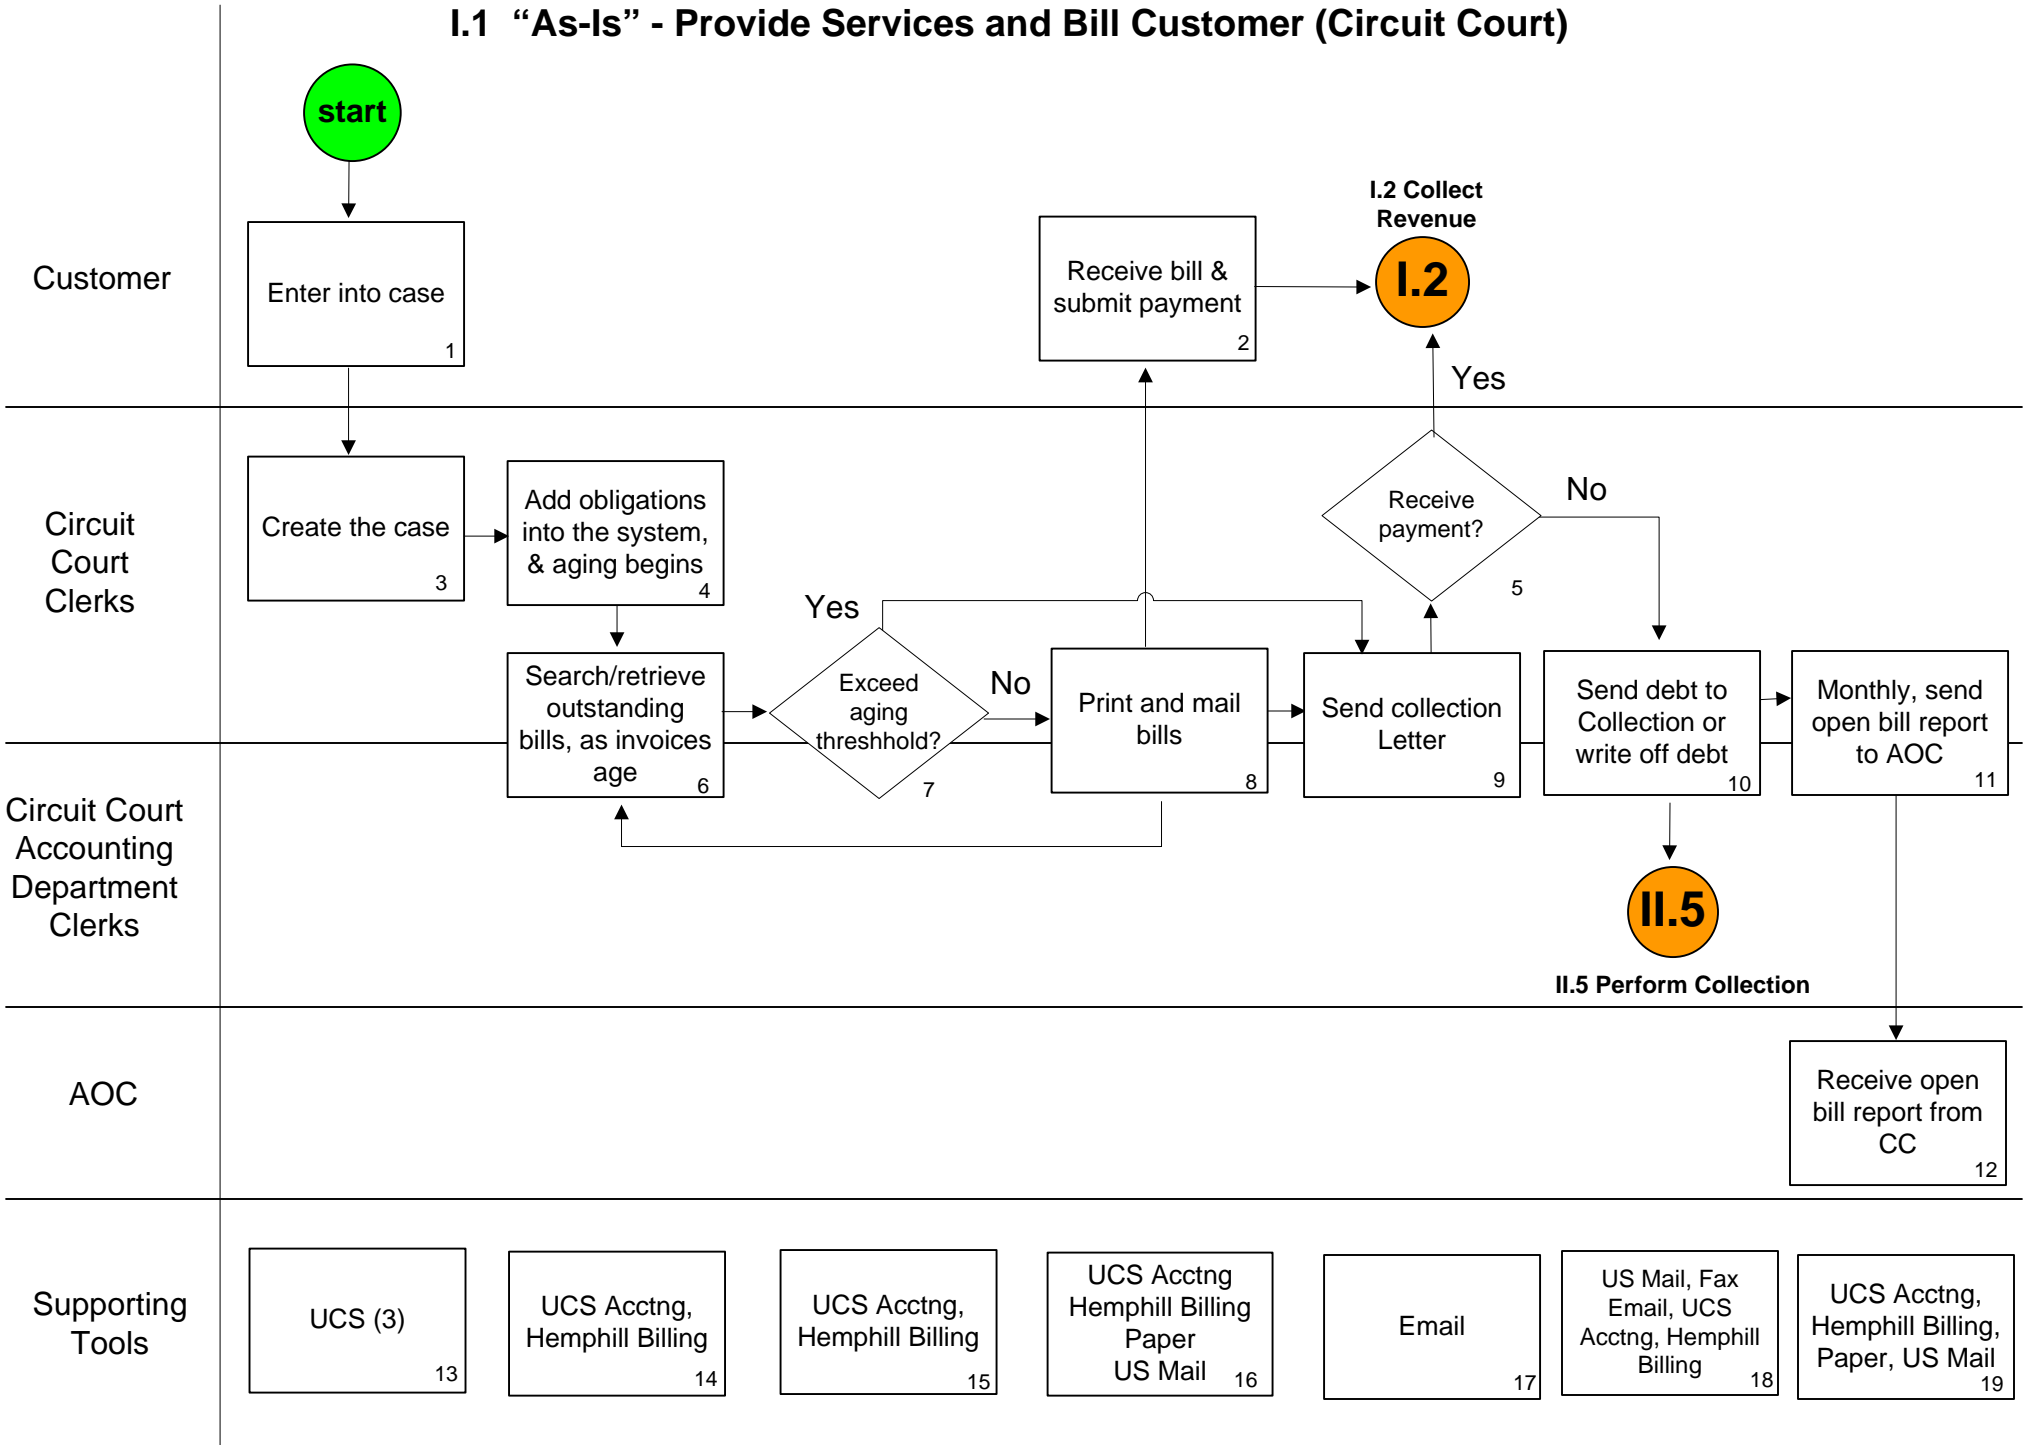 I.1 “As-Is” - Provide Services and Bill Customer (Circuit Court)
start
Customer
Enter into case
1
Receive bill &
submit payment
2
I.2 Collect
Revenue
I.2
Yes
Circuit
Court
Clerks
Create the case
3
Add obligations
into the system,
& aging begins
4
Receive
payment?
5
No
Yes
Search/retrieve
outstanding
bills, as invoices
age
6
Exceed
aging
threshhold?
7
No
Print and mail
bills
8
Send collection
Letter
9
Send debt to
Collection or
write off debt
10
Monthly, send
open bill report
to AOC
11
Circuit Court
Accounting
Department
Clerks
II.5
II.5 Perform Collection
AOC
Receive open
bill report from
CC
12
Supporting
Tools
UCS (3)
13
UCS Acctng,
Hemphill Billing
14
UCS Acctng,
Hemphill Billing
15
UCS Acctng
Hemphill Billing
Paper
US Mail
16
Email
17
US Mail, Fax
Email, UCS
Acctng, Hemphill
Billing
18
UCS Acctng,
Hemphill Billing,
Paper, US Mail
19